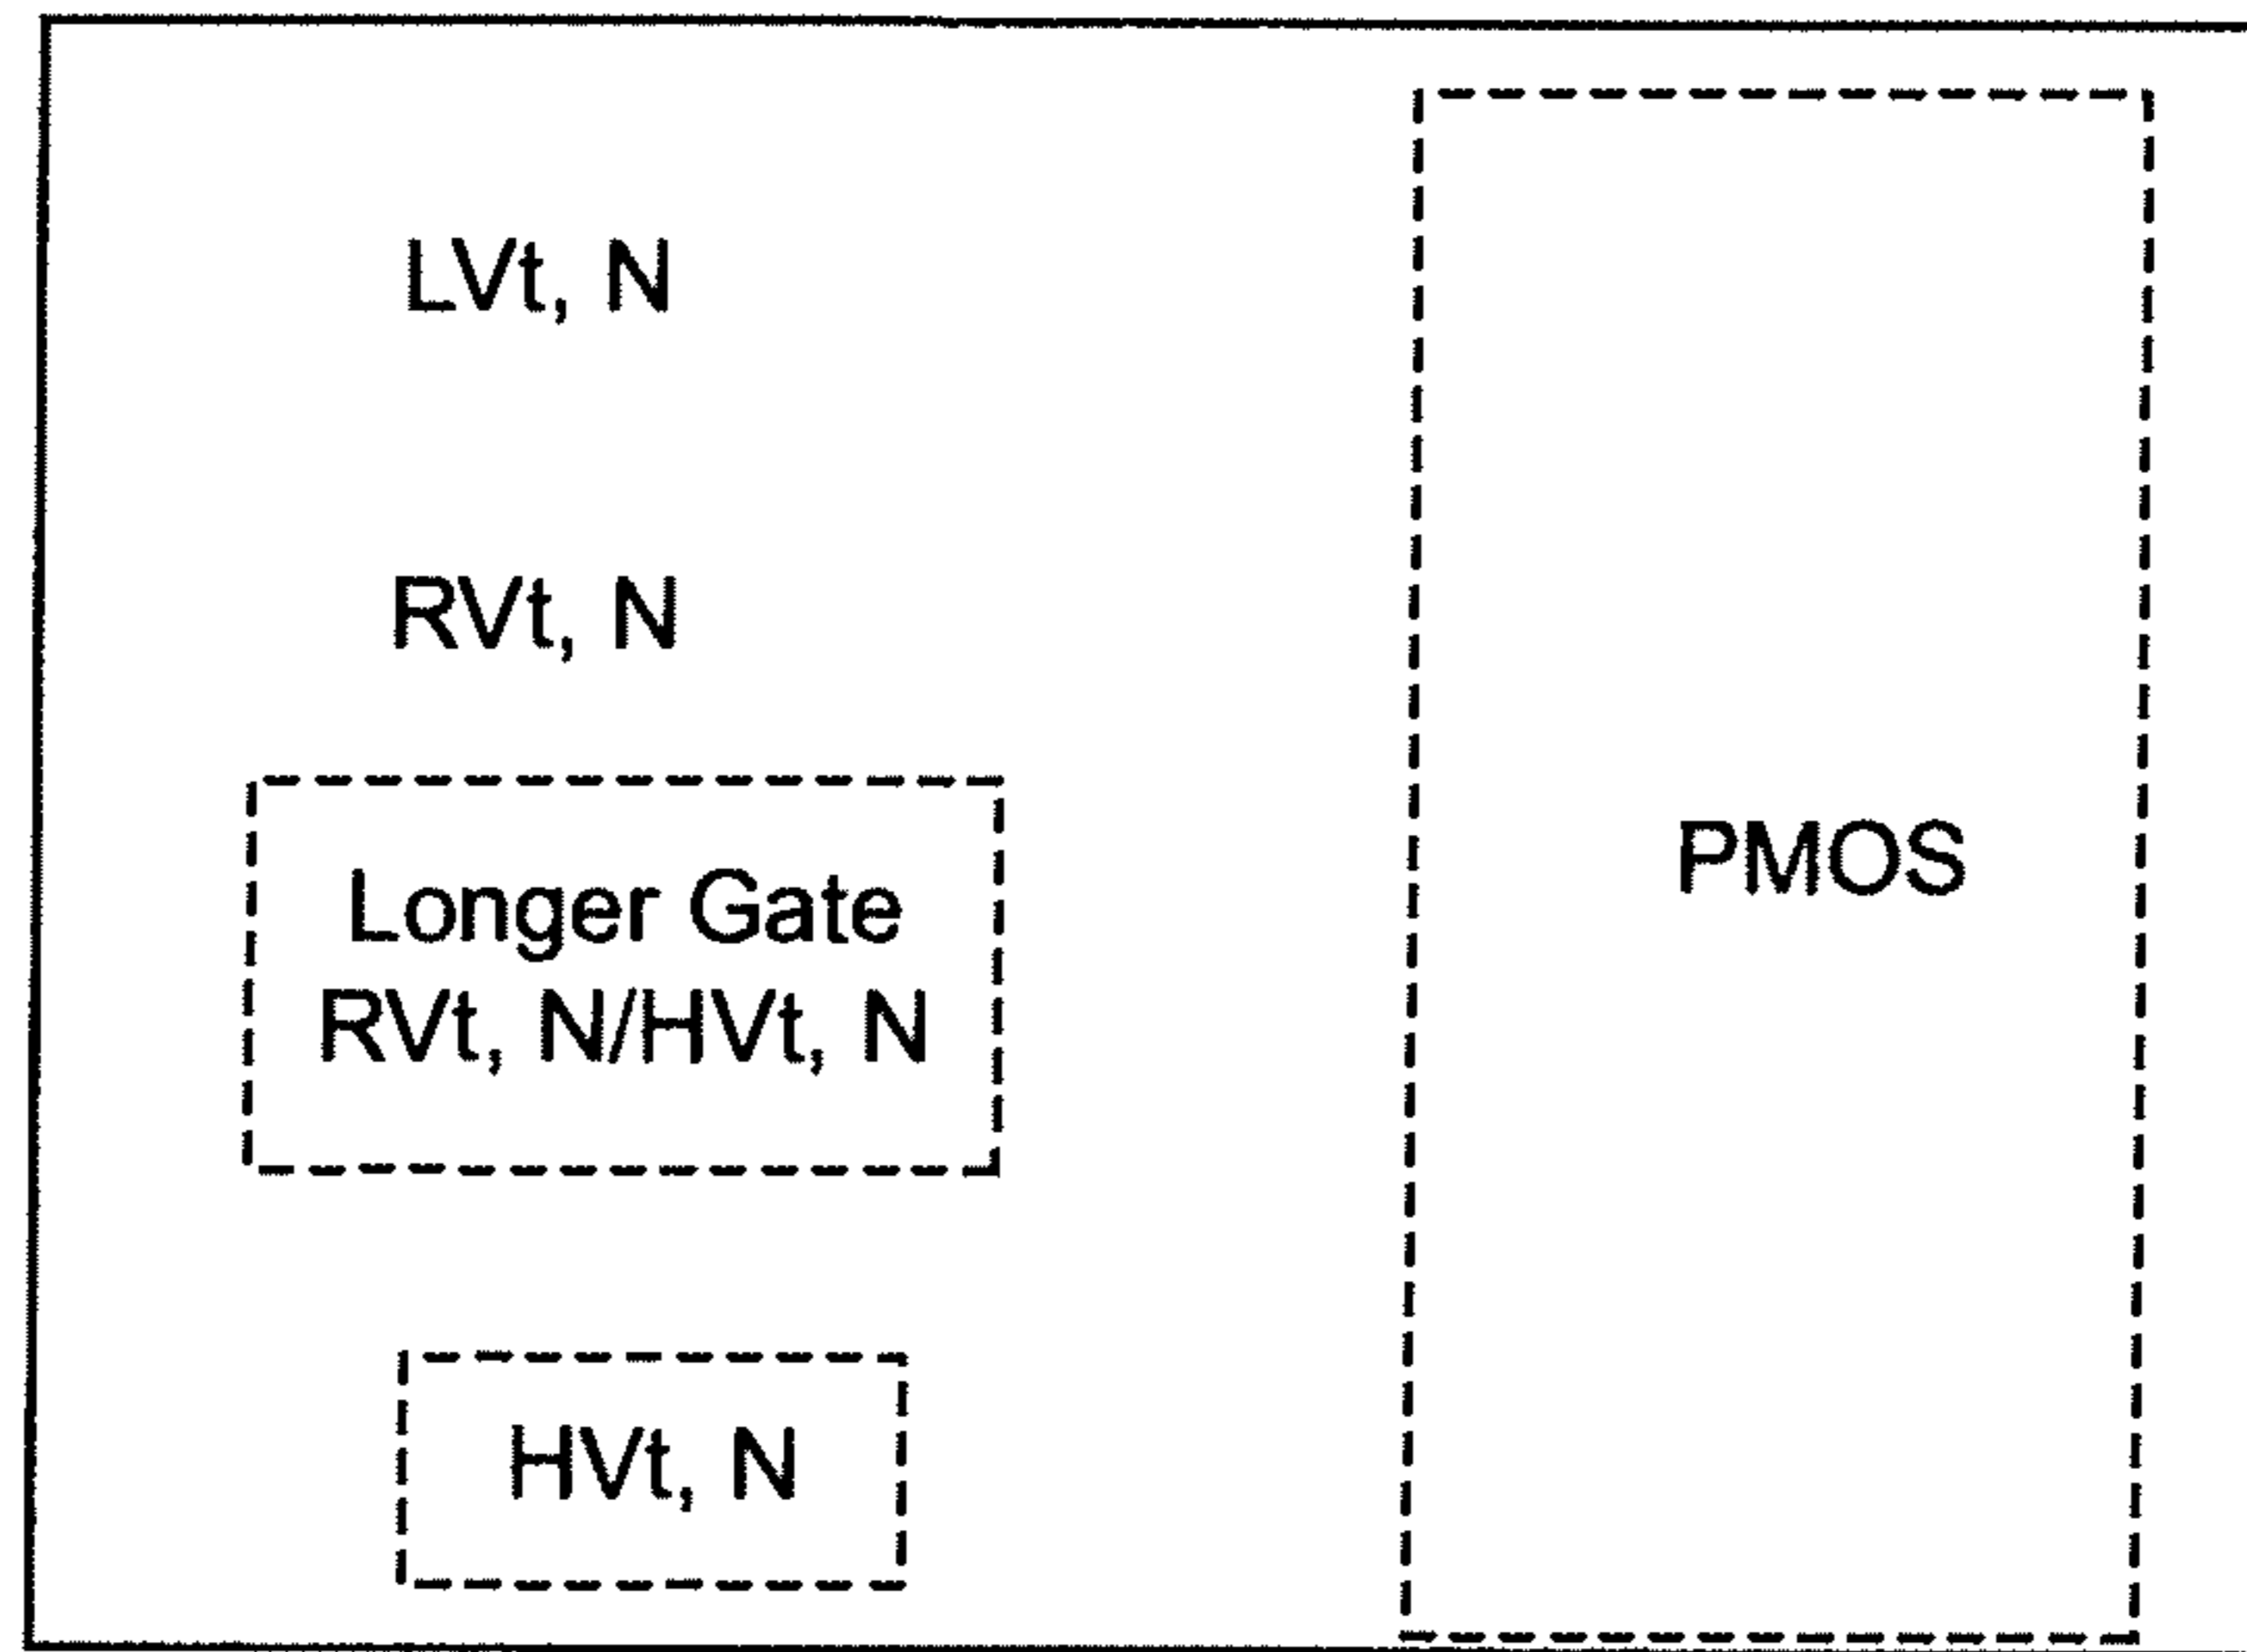 LVt, N
RVt, N
Longer Gate
RVt, N/HVt, N
PMOS
HVt, N